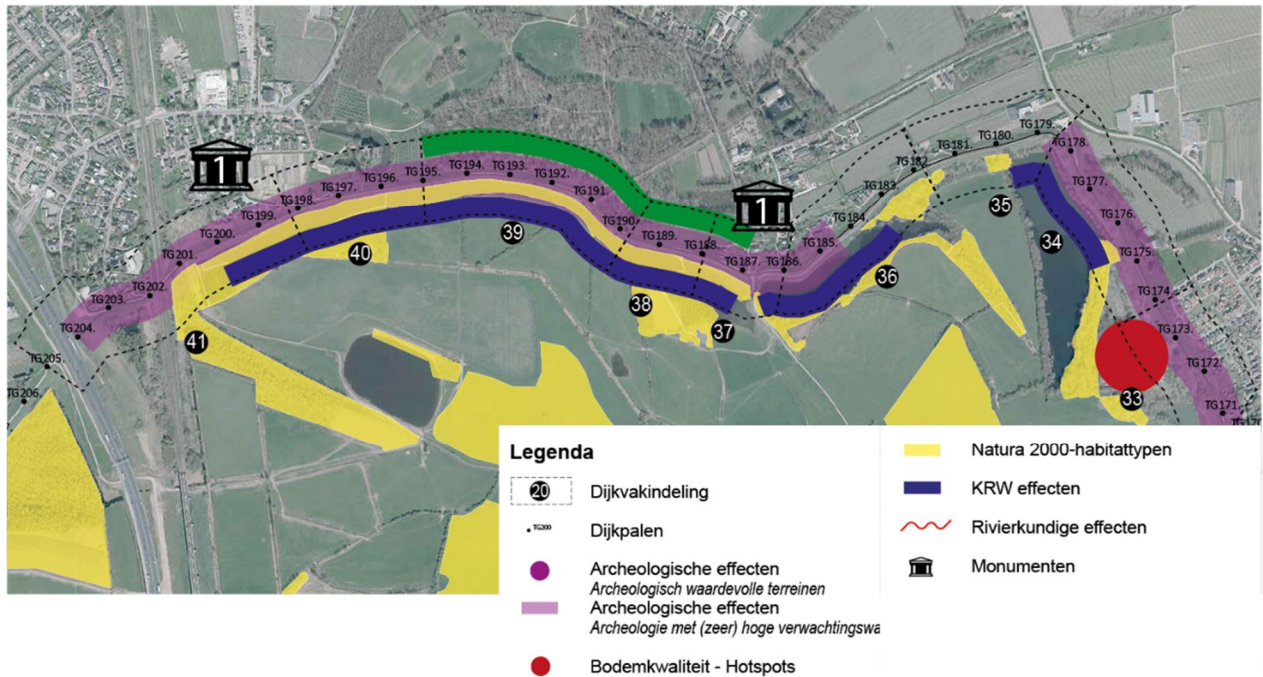 1
1
TG179.
TG180.
TG181.
TG178.
TG182.
TG194.
TG193.
TG195.
TG192.
TG196.
TG183.
TG177.
TG197.
TG191.
TG198.
35
TG190.
TG184.
TG176.
TG199.
39
TG189.
TG185.
34
TG200.
40
TG188.
TG175.
TG201.
TG187.
TG186.
36
TG202.
TG174.
TG203.
38
TG204.
37
TG173.
41
TG205.
TG172.
TG206.
33
TG171.
Legenda
20 Dijkvakindeling
TG200 Dijkpalen
Archeologische effecten
Archeologisch waardevolle terreinen
Archeologische effecten
Archeologie met (zeer) hoge verwachtingswa
Bodemkwaliteit - Hotspots
Natura 2000-habitattypen
KRW effecten
Rivierkundige effecten
Monumenten